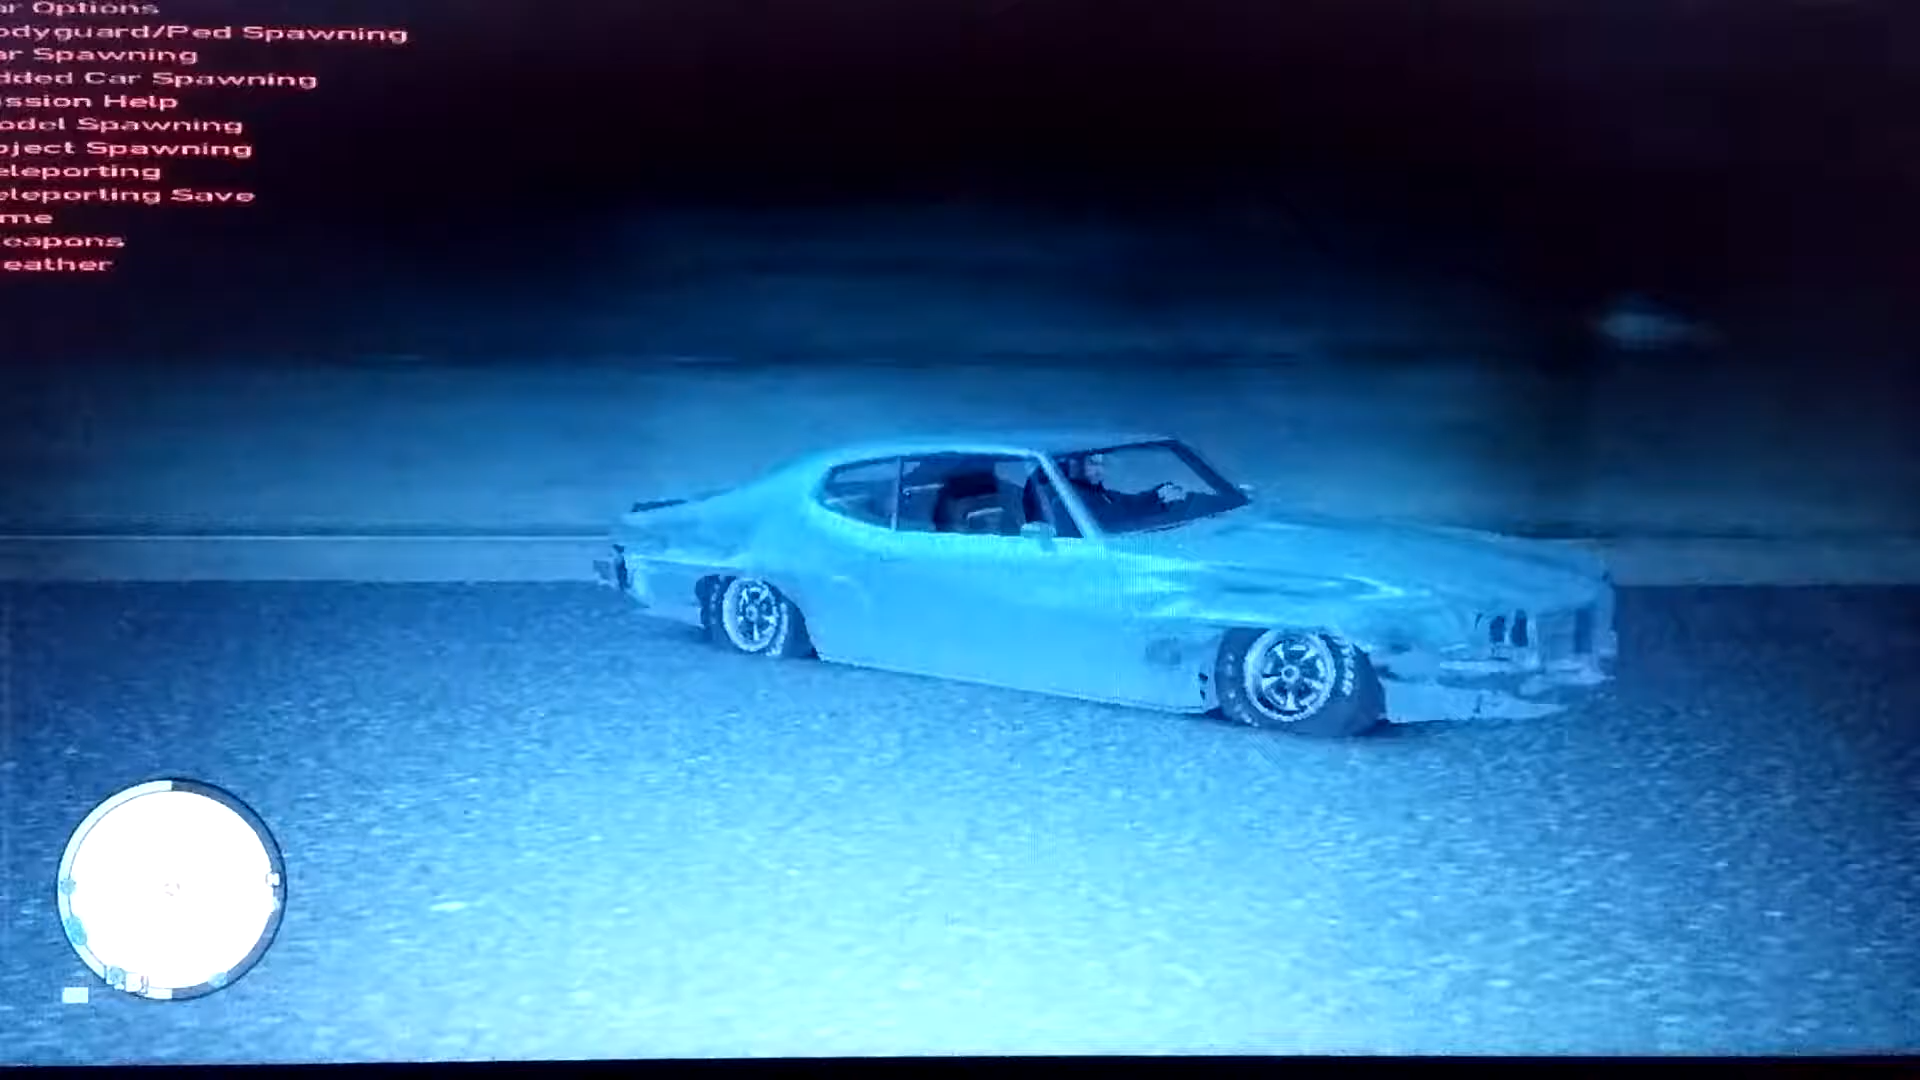 ar Options
odyguard/Ped Spawning
ar Spawning
dded Car Spawning
ission Help
odel Spawning
bject Spawning
eleporting
eleporting Save
me
eapons
eather